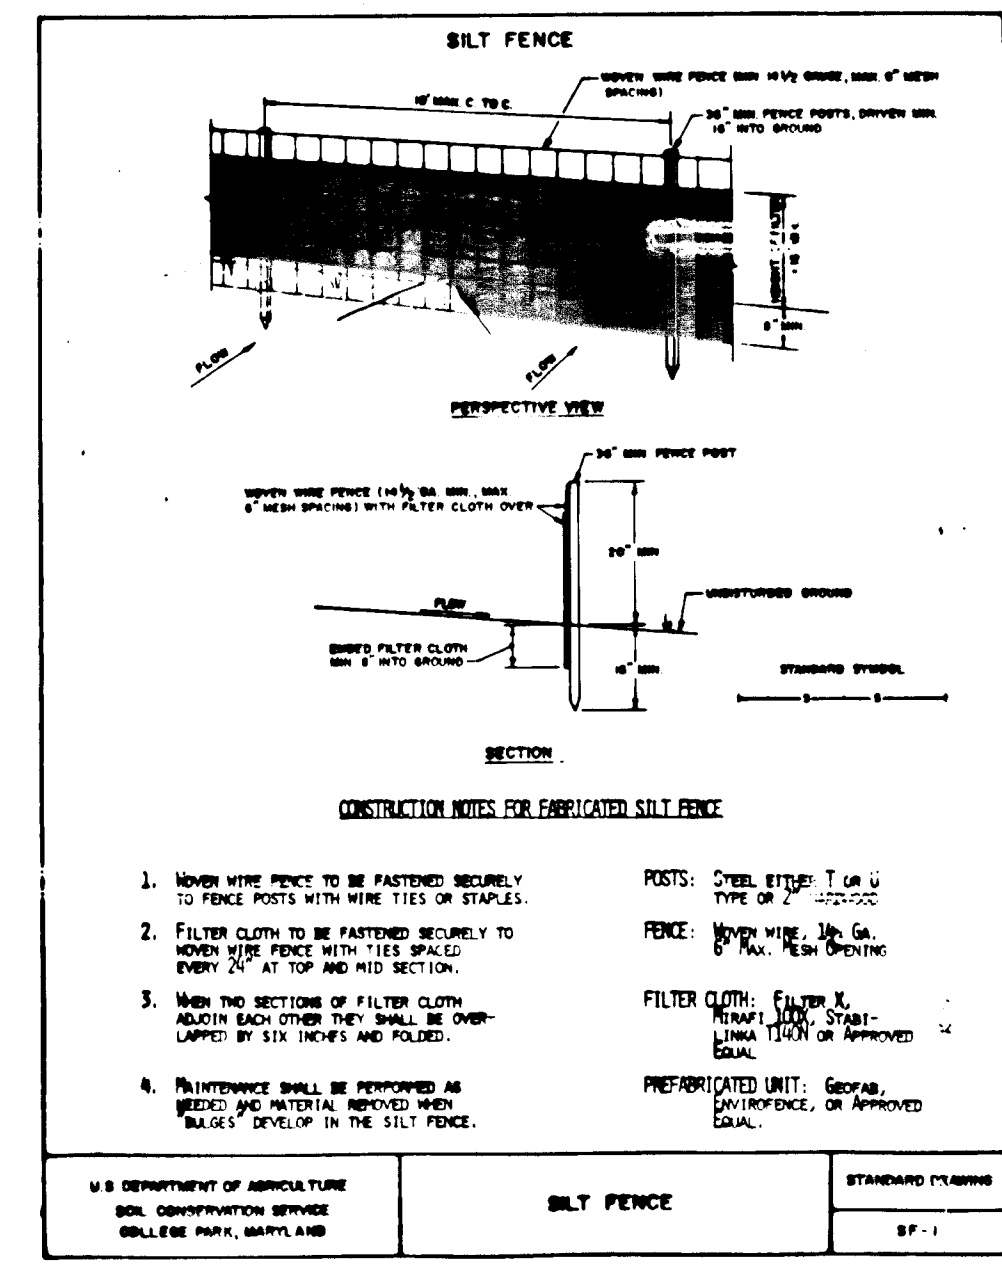 SILT FENCE
WOVEN WIRE FENCE (MIN 14 1/2 GAUGE, MAX. 6" MESH
SPACING)
10' MAX. C. TO C.
36" MIN. FENCE POSTS, DRIVEN MIN.
16" INTO GROUND
HEIGHT OF FILTER
8" MIN.
FLOW
FLOW
PERSPECTIVE VIEW
36" MIN FENCE POST
WOVEN WIRE FENCE (14 1/2 GA. MIN., MAX.
6" MESH SPACING) WITH FILTER CLOTH OVER
20" MIN
FLOW
UNDISTURBED GROUND
EMBED FILTER CLOTH
MIN 8" INTO GROUND
16" MIN.
STANDARD SYMBOL
S S
SECTION
CONSTRUCTION NOTES FOR FABRICATED SILT FENCE
1. WOVEN WIRE FENCE TO BE FASTENED SECURELY
TO FENCE POSTS WITH WIRE TIES OR STAPLES.
2. FILTER CLOTH TO BE FASTENED SECURELY TO
WOVEN WIRE FENCE WITH TIES SPACED
EVERY 24" AT TOP AND MID SECTION.
3. WHEN TWO SECTIONS OF FILTER CLOTH
ADJOIN EACH OTHER THEY SHALL BE OVER-
LAPPED BY SIX INCHES AND FOLDED.
4. MAINTENANCE SHALL BE PERFORMED AS
NEEDED AND MATERIAL REMOVED WHEN
"BULGES" DEVELOP IN THE SILT FENCE.
POSTS: STEEL EITHER T OR U
TYPE OR 2" HARDWOOD
FENCE: WOVEN WIRE, 14½ GA.
6" MAX. MESH OPENING
FILTER CLOTH: FILTER X,
MIRAFI 100X, STABI-
LINKA T140N OR APPROVED
EQUAL
PREFABRICATED UNIT: GEOFAB,
ENVIROFENCE, OR APPROVED
EQUAL.
U.S DEPARTMENT OF AGRICULTURE
SOIL CONSERVATION SERVICE
COLLEGE PARK, MARYLAND
SILT FENCE
STANDARD DRAWING
SF-1